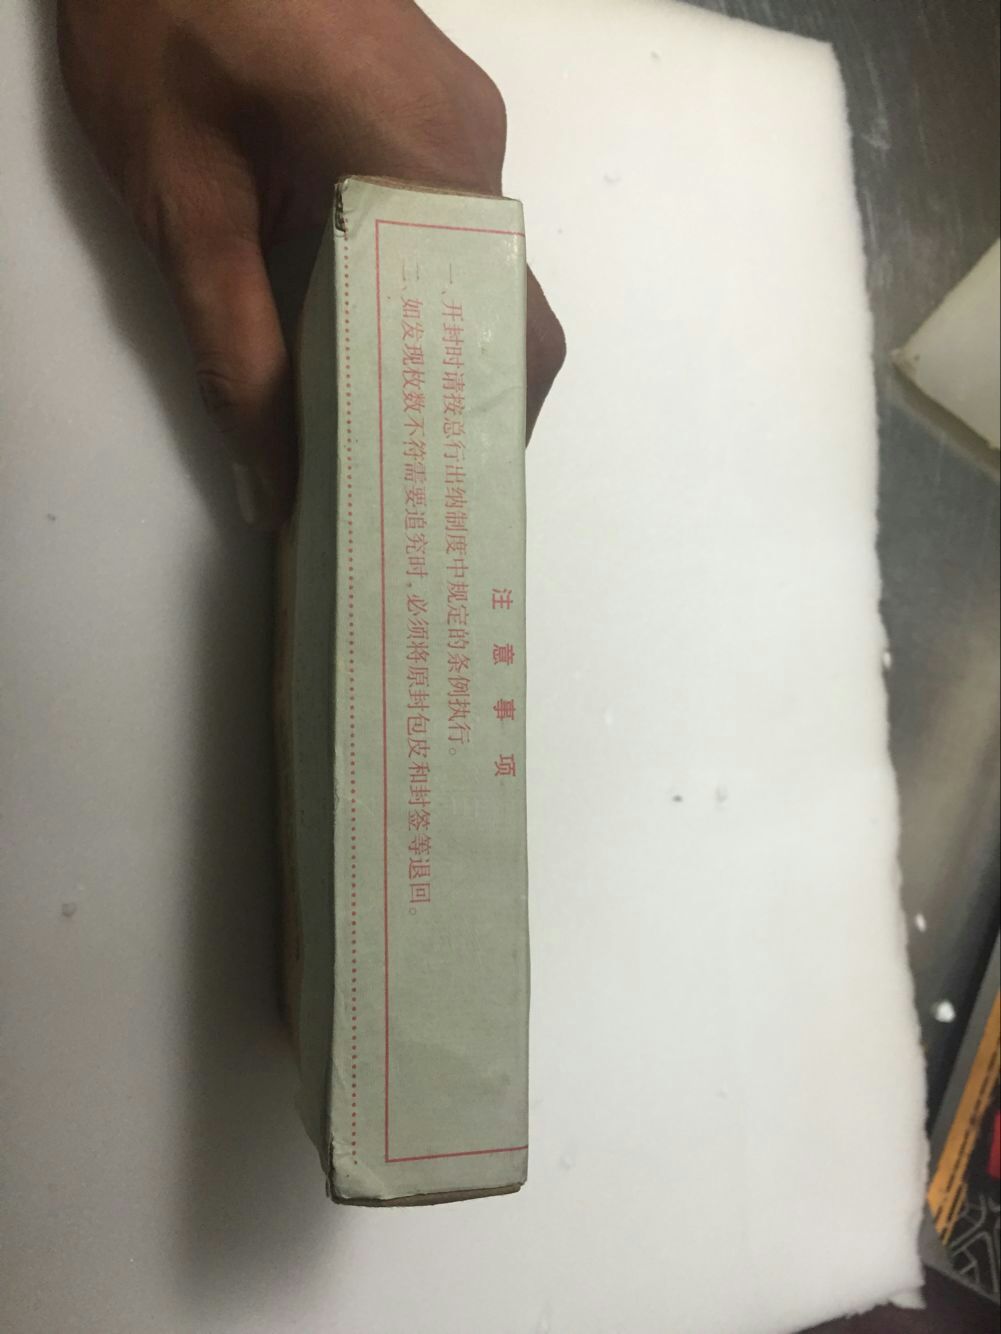 注意事项
一、开封时请按总行出纳制度中规定的条例执行。
二、如发现枚数不符需要追究时，必须将原封包皮和封签等退回。